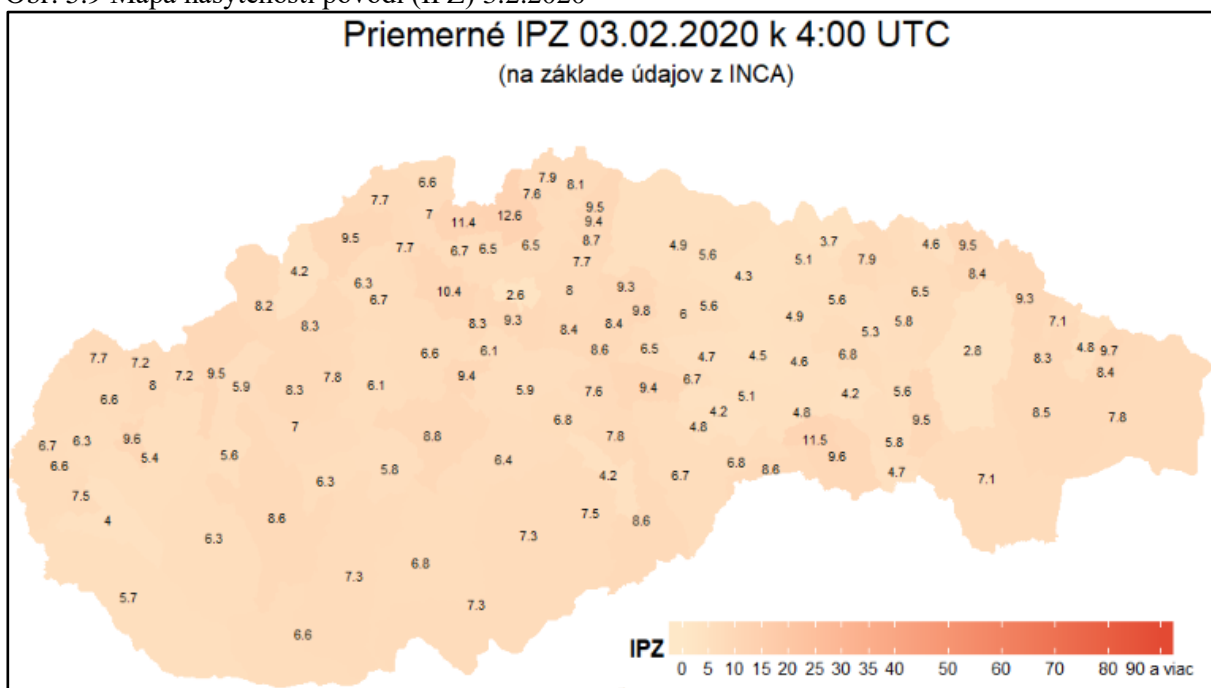 Obr. 3.9 Mapa nasýtenosti povodí (IPZ) 3.2.2020
Priemerné IPZ 03.02.2020 k 4:00 UTC
(na základe údajov z INCA)
7.9 8.1
6.6
7.6
7.7
9.5
7 11.4 12.6
9.4
9.5 7.7 6.7 6.5 6.5 8.7 4.9 5.6 3.7 4.6 9.5
7.7 5.1 7.9
4.2 4.3 8.4
6.3 6.7 10.4 2.6 8 9.3 5.6 6.5 9.3
8.2 9.8 6 5.6
8.3 8.3 9.3 8.4 8.4 4.9 5.3 5.8 7.1
7.7 7.2 6.6 6.1 8.6 6.5 4.7 4.5 4.6 6.8 2.8 8.3 4.8 9.7
7.2 9.5 7.8 9.4 6.7 8.4
6.6 8 5.9 8.3 6.1 5.9 7.6 9.4 5.1 4.2 5.6
6.8 4.2 4.8 9.5 8.5 7.8
6.7 6.3 9.6 7 8.8 7.8 4.8 11.5 5.8
6.6 5.4 5.6 6.4 9.6
5.8 6.8 8.6 4.7
7.5 6.3 4.2 6.7 7.1
4 8.6 7.5 8.6
6.3 7.3
6.8
7.3
5.7 7.3
6.6
IPZ
0 5 10 15 20 25 30 40 50 60 70 80 90 a viac